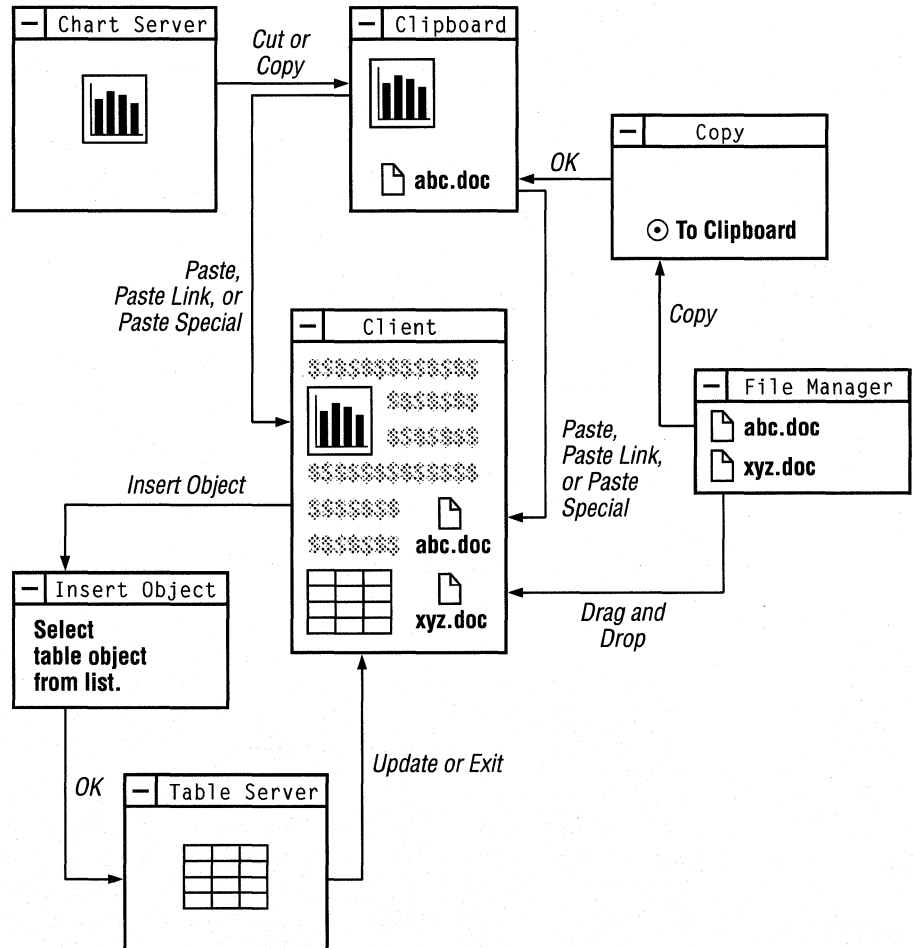 Chart Server
Cut or
Copy
Clipboard
abc.doc
OK
Copy
To Clipboard
Paste,
Paste Link, or
Paste Special
Copy
Client
$$$$$$$$$$$$$
$$$$$$$
$$$$$$$
$$$$$$$$$$$$$
$$$$$$$
$$$$$$$
abc.doc
xyz.doc
File Manager
abc.doc
xyz.doc
Paste,
Paste Link,
or Paste
Special
Drag and
Drop
Insert Object
Insert Object
Select
table object
from list.
OK
Table Server
Update or Exit